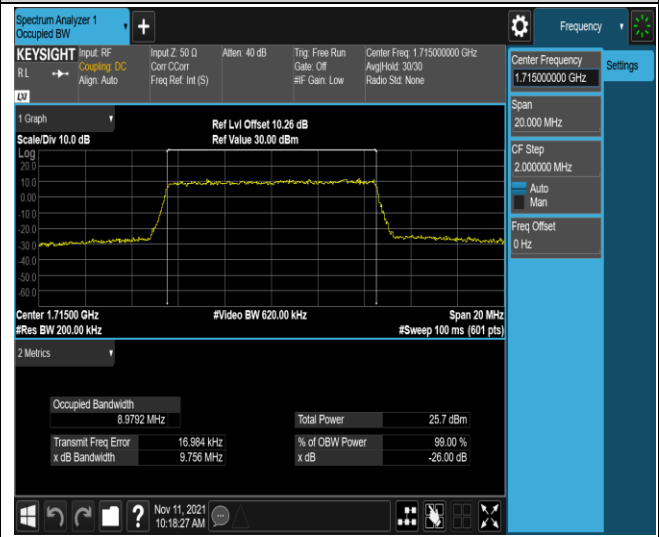 Spectrum Analyzer 1
Occupied BW
Frequency
KEYSIGHT
R L
LXI
Input: RF
Coupling: DC
Align: Auto
Input Z: 50 Ω
Corr CCorr
Freq Ref: Int (S)
Atten: 40 dB
Trig: Free Run
Gate: Off
#IF Gain: Low
Center Freq: 1.715000000 GHz
Avg|Hold: 30/30
Radio Std: None
Center Frequency
1.715000000 GHz
Settings
Span
20.000 MHz
CF Step
2.000000 MHz
Auto
Man
Freq Offset
0 Hz
1 Graph
Scale/Div 10.0 dB
Ref Lvl Offset 10.26 dB
Ref Value 30.00 dBm
Log
20.0
10.0
0.00
-10.0
-20.0
-30.0
-40.0
-50.0
-60.0
Center 1.71500 GHz
#Video BW 620.00 kHz
Span 20 MHz
#Res BW 200.00 kHz
#Sweep 100 ms (601 pts)
2 Metrics
Occupied Bandwidth
8.9792 MHz
Total Power 25.7 dBm
Transmit Freq Error 16.984 kHz
% of OBW Power 99.00 %
x dB Bandwidth 9.756 MHz
x dB -26.00 dB
?
Nov 11, 2021
10:18:27 AM